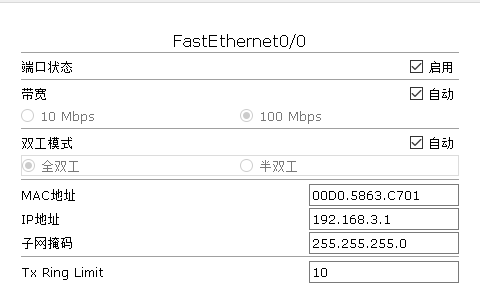 FastEthernet0/0
端口状态 启用
带宽 自动
10 Mbps 100 Mbps
双工模式 自动
全双工 半双工
MAC地址 00D0.5863.C701
IP地址 192.168.3.1
子网掩码 255.255.255.0
Tx Ring Limit 10